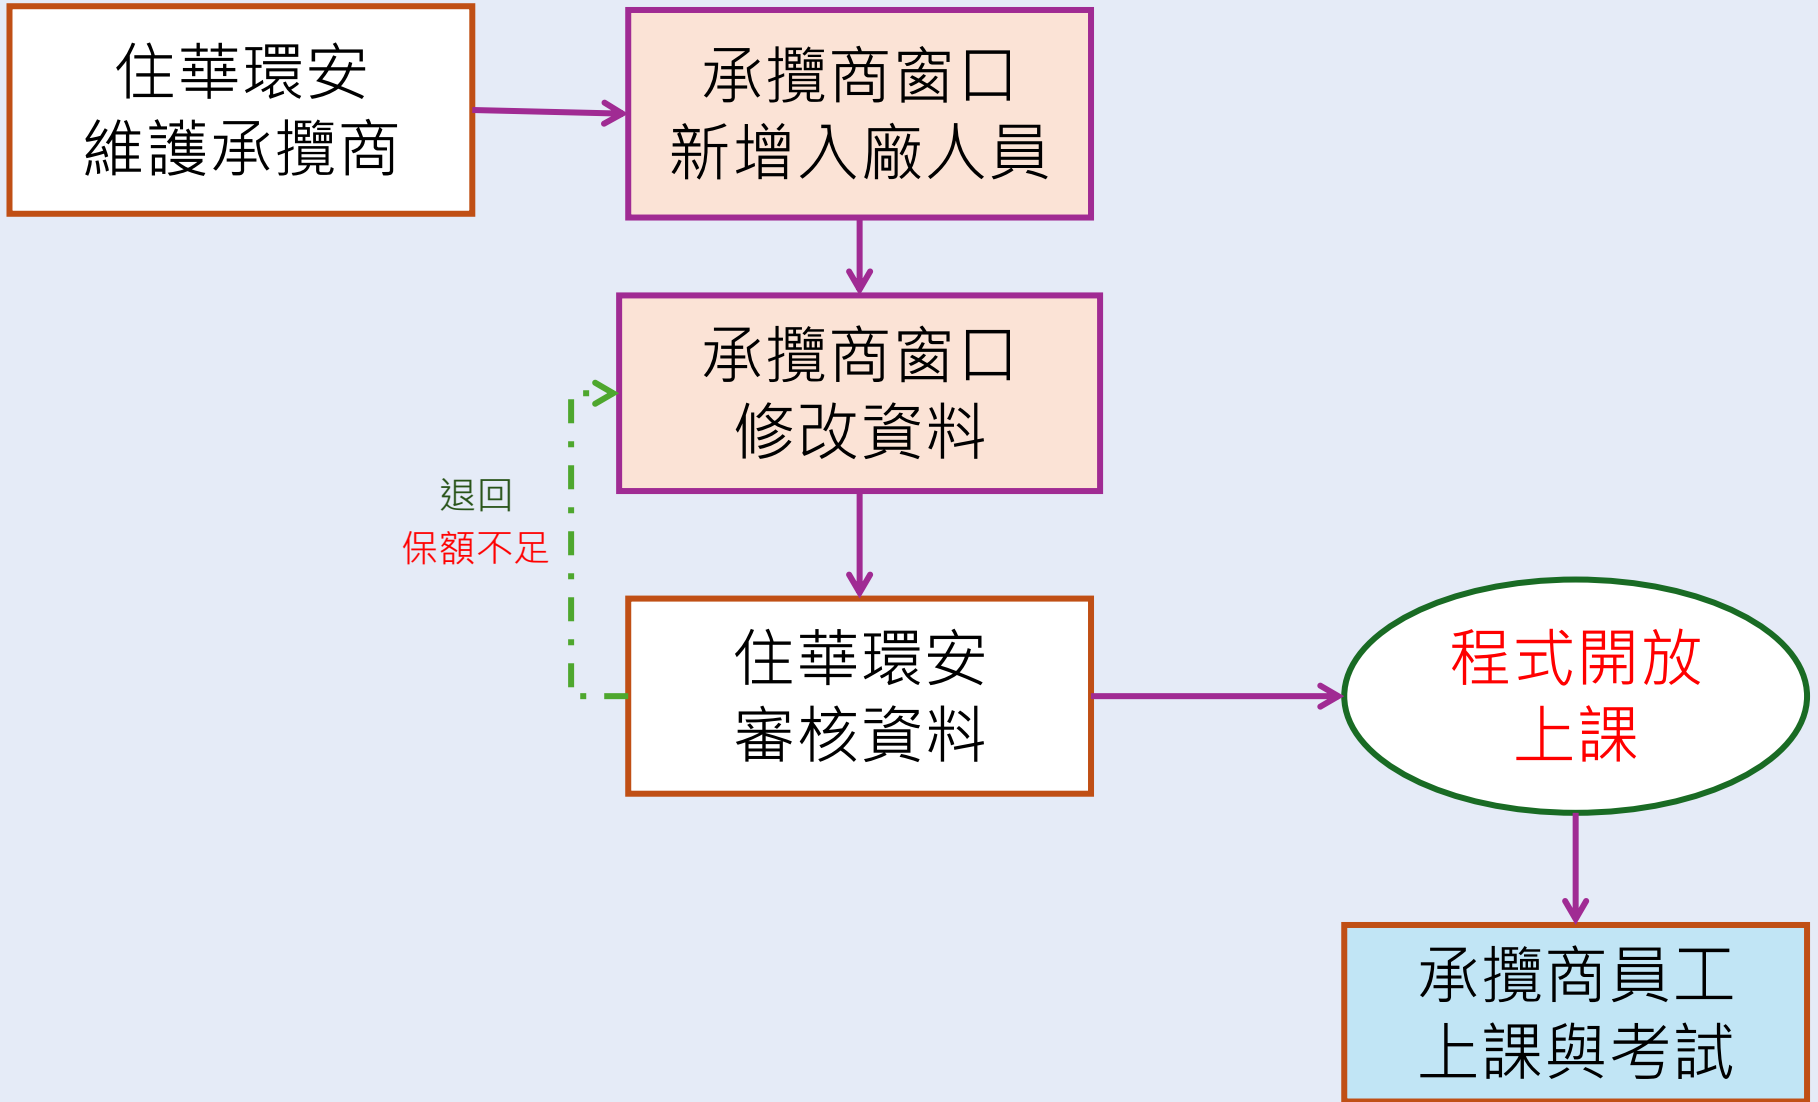 住華環安
維護承攬商
承攬商窗口
新增入廠人員
承攬商窗口
修改資料
退回
保額不足
住華環安
審核資料
程式開放
上課
承攬商員工
上課與考試